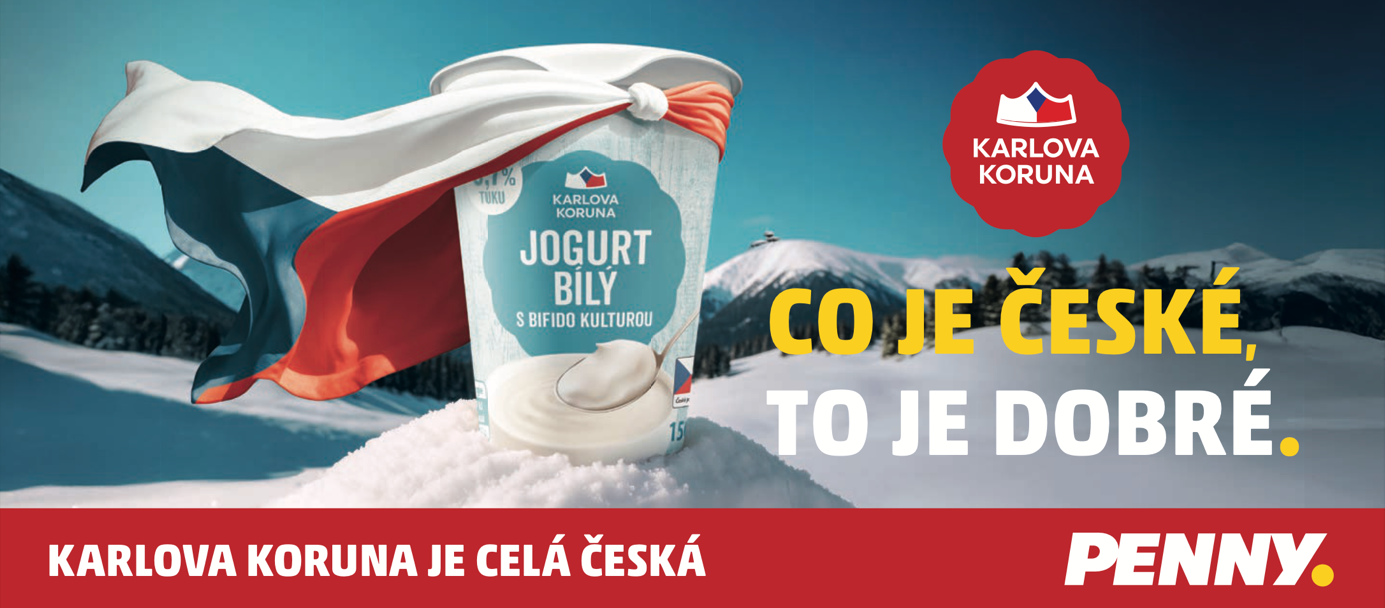 TUKU
KARLOVA
KORUNA
JOGURT
BÍLÝ
S BIFIDO KULTUROU
KARLOVA
KORUNA
CO JE ČESKÉ,
TO JE DOBRÉ.
KARLOVA KORUNA JE CELÁ ČESKÁ
PENNY.